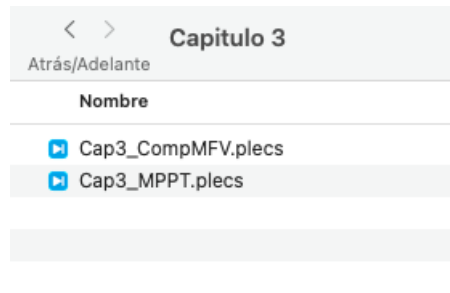 Capitulo 3
Atrás/Adelante
Nombre
Cap3_CompMFV.plecs
Cap3_MPPT.plecs